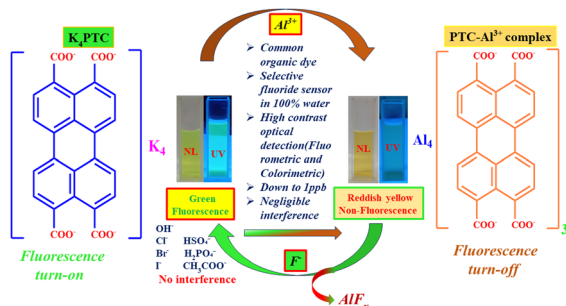 K₄PTC
COO⁻ COO⁻
COO⁻ COO⁻
K₄
Fluorescence
turn-on
Al³⁺
➤ Common
organic dye
➤ Selective
fluoride sensor
in 100% water
➤ High contrast
optical
detection(Fluo
rometric and
Colorimetric)
➤ Down to 1ppb
➤ Negligible
interference
NL UV
Green
Fluorescence
NL UV
Reddish yellow
Non-Fluorescence
OH⁻
Cl⁻ HSO₄⁻
Br⁻ H₂PO₄⁻
I⁻ CH₃COO⁻
No interference
F⁻
PTC-Al³⁺ complex
COO⁻ COO⁻
COO⁻ COO⁻
Al₄
3
Fluorescence
turn-off